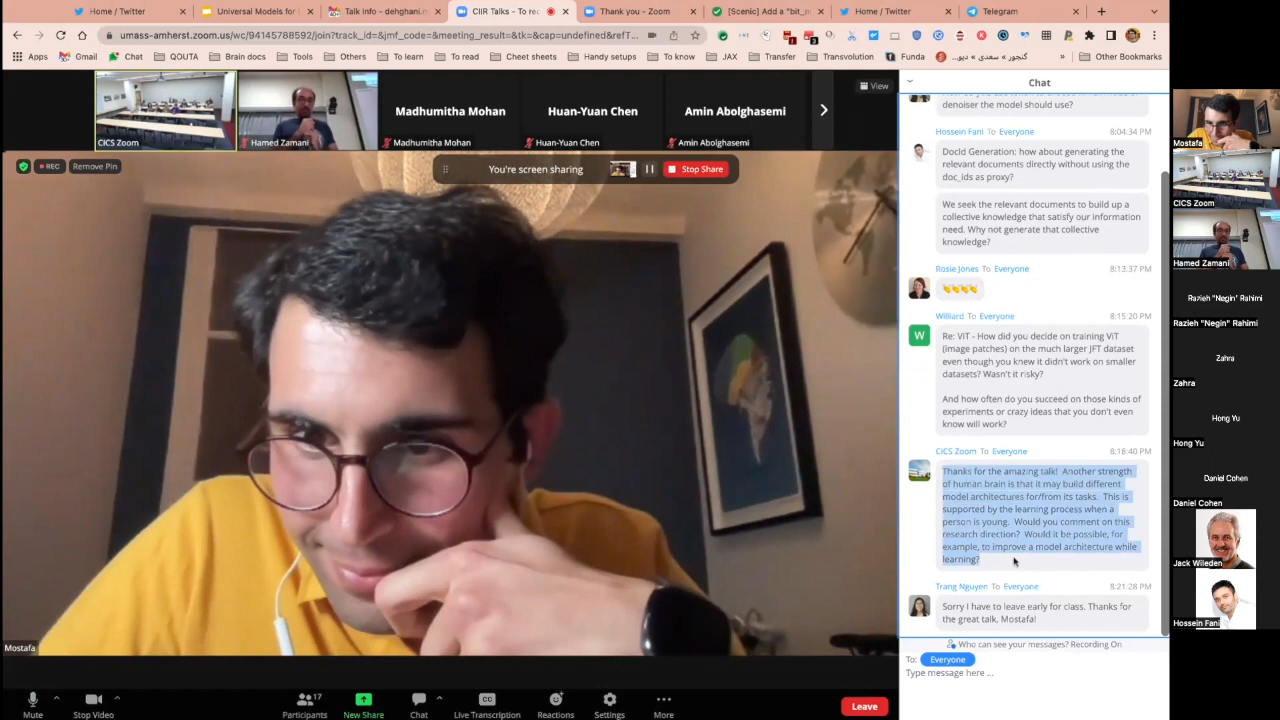 Home / Twitter
Universal Models for
Talk Info - dehghani.m
CIIR Talks - To rec
Thank you - Zoom
[Scenic] Add a "bit_m
Home / Twitter
Telegram
umass-amherst.zoom.us/wc/94145788592/join?track_id=&jmf_code=&meeting_result=&tk=&cap=undefined&refT...
Apps
Gmail
Chat
QOUTA
Brain dust
Tools
Others
To learn
To read
Cheet sheets
Handy setups
To know
JAX
Transfer
Transvolution
گنجور » سعدی » دیو...
Funda
»
Other Bookmarks
View
CICS Zoom
Hamed Zamani
Madhumitha Mohan
Madhumitha Mohan
Huan-Yuan Chen
Huan-Yuan Chen
Amin Abolghasemi
Amin Abolghasemi
REC
Remove Pin
You're screen sharing
Stop Share
Mostafa
Mute
Stop Video
17
Participants
New Share
Chat
CC
Live Transcription
Reactions
Settings
More
Leave
Chat
denoiser the model should use?
Hossein Fani To Everyone 8:04:34 PM
DocId Generation: how about generating the
relevant documents directly without using the
doc_ids as proxy?
We seek the relevant documents to build up a
collective knowledge that satisfy our information
need. Why not generate that collective
knowledge?
Rosie Jones To Everyone 8:13:37 PM
👏👏👏👏
Williard To Everyone 8:15:20 PM
W
Re: ViT - How did you decide on training ViT
(image patches) on the much larger JFT dataset
even though you knew it didn't work on smaller
datasets? Wasn't it risky?
And how often do you succeed on those kinds of
experiments or crazy ideas that you don't even
know will work?
CICS Zoom To Everyone 8:18:40 PM
Thanks for the amazing talk! Another strength
of human brain is that it may build different
model architectures for/from its tasks. This is
supported by the learning process when a
person is young. Would you comment on this
research direction? Would it be possible, for
example, to improve a model architecture while
learning?
Trang Nguyen To Everyone 8:21:28 PM
Sorry I have to leave early for class. Thanks for
the great talk, Mostafa!
Who can see your messages? Recording On
To: Everyone
Type message here ...
Mostafa
CICS Zoom
Hamed Zamani
Razieh "Negin" Rahimi
Razieh "Negin" Rahimi
Zahra
Zahra
Hong Yu
Hong Yu
Daniel Cohen
Daniel Cohen
Jack Wileden
Hossein Fani